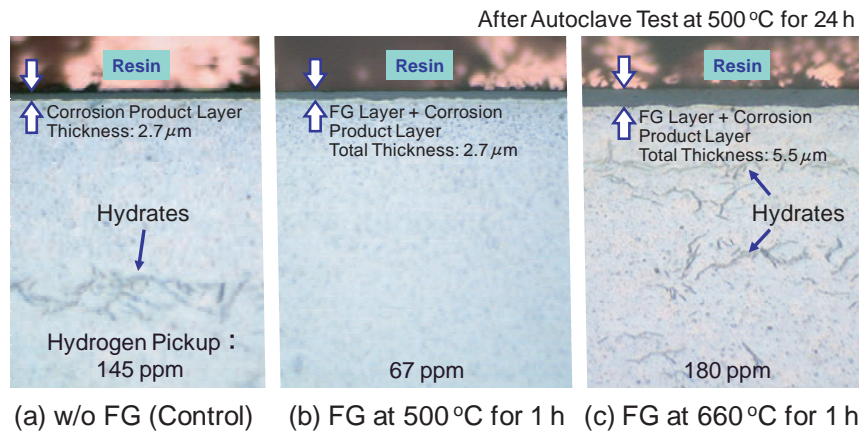 After Autoclave Test at 500 °C for 24 h
Resin
Corrosion Product Layer
Thickness: 2.7 μm
Hydrates
Hydrogen Pickup :
145 ppm
(a) w/o FG (Control)
Resin
FG Layer + Corrosion
Product Layer
Total Thickness: 2.7 μm
67 ppm
(b) FG at 500 °C for 1 h
Resin
FG Layer + Corrosion
Product Layer
Total Thickness: 5.5 μm
Hydrates
180 ppm
(c) FG at 660 °C for 1 h